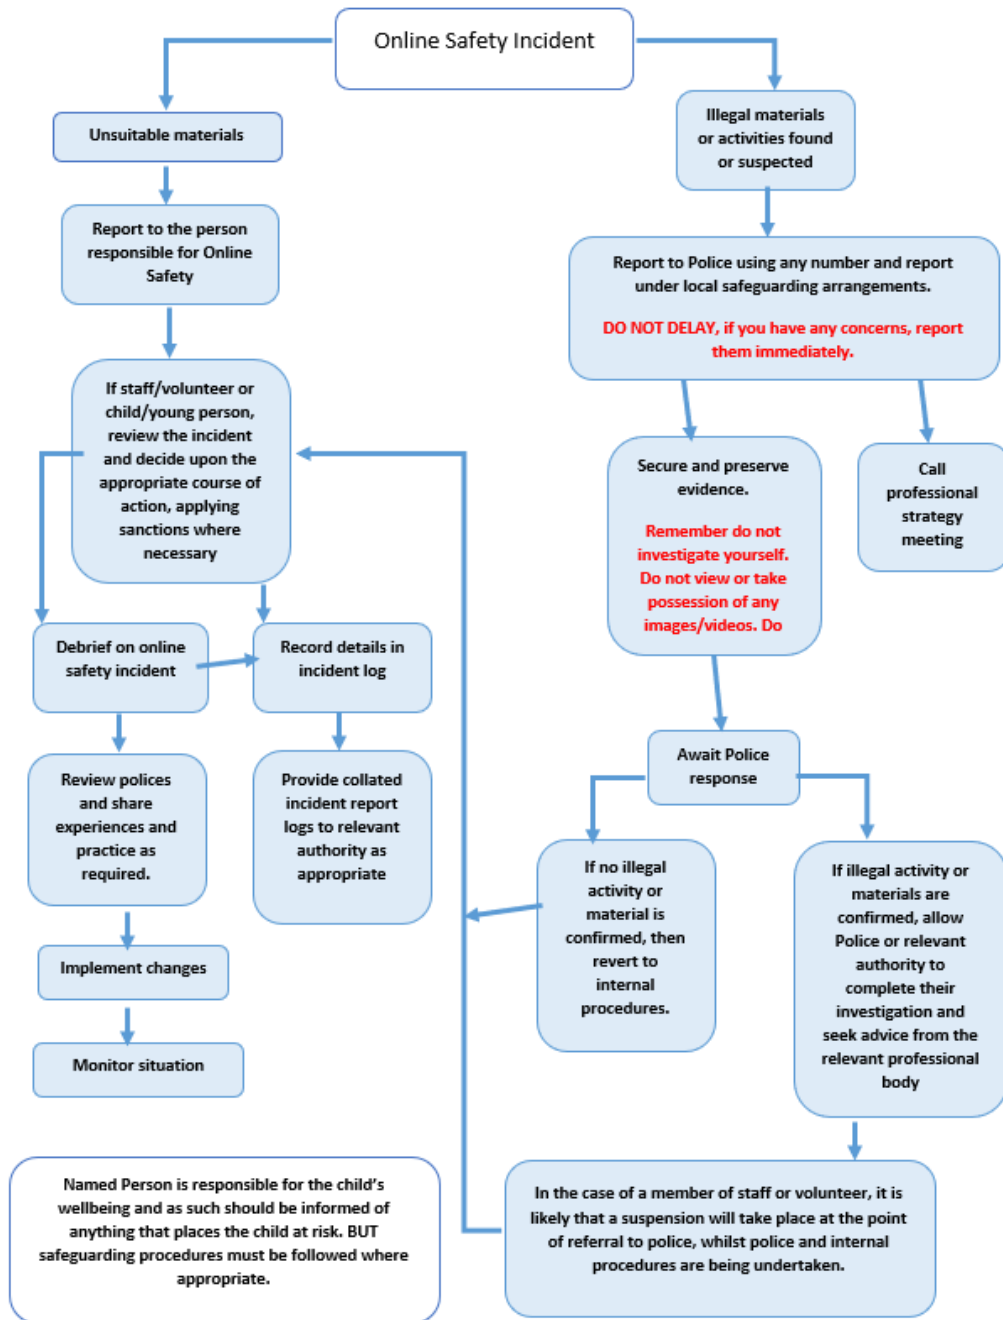 Online Safety Incident
Unsuitable materials
Report to the person
responsible for Online
Safety
If staff/volunteer or
child/young person,
review the incident
and decide upon the
appropriate course of
action, applying
sanctions where
necessary
Debrief on online
safety incident
Record details in
incident log
Review polices
and share
experiences and
practice as
required.
Provide collated
incident report
logs to relevant
authority as
appropriate
Implement changes
Monitor situation
Illegal materials
or activities found
or suspected
Report to Police using any number and report
under local safeguarding arrangements.
DO NOT DELAY, if you have any concerns, report
them immediately.
Secure and preserve
evidence.
Remember do not
investigate yourself.
Do not view or take
possession of any
images/videos. Do
Call
professional
strategy
meeting
Await Police
response
If no illegal
activity or
material is
confirmed, then
revert to
internal
procedures.
If illegal activity or
materials are
confirmed, allow
Police or relevant
authority to
complete their
investigation and
seek advice from the
relevant professional
body
In the case of a member of staff or volunteer, it is
likely that a suspension will take place at the point
of referral to police, whilst police and internal
procedures are being undertaken.
Named Person is responsible for the child's
wellbeing and as such should be informed of
anything that places the child at risk. BUT
safeguarding procedures must be followed where
appropriate.